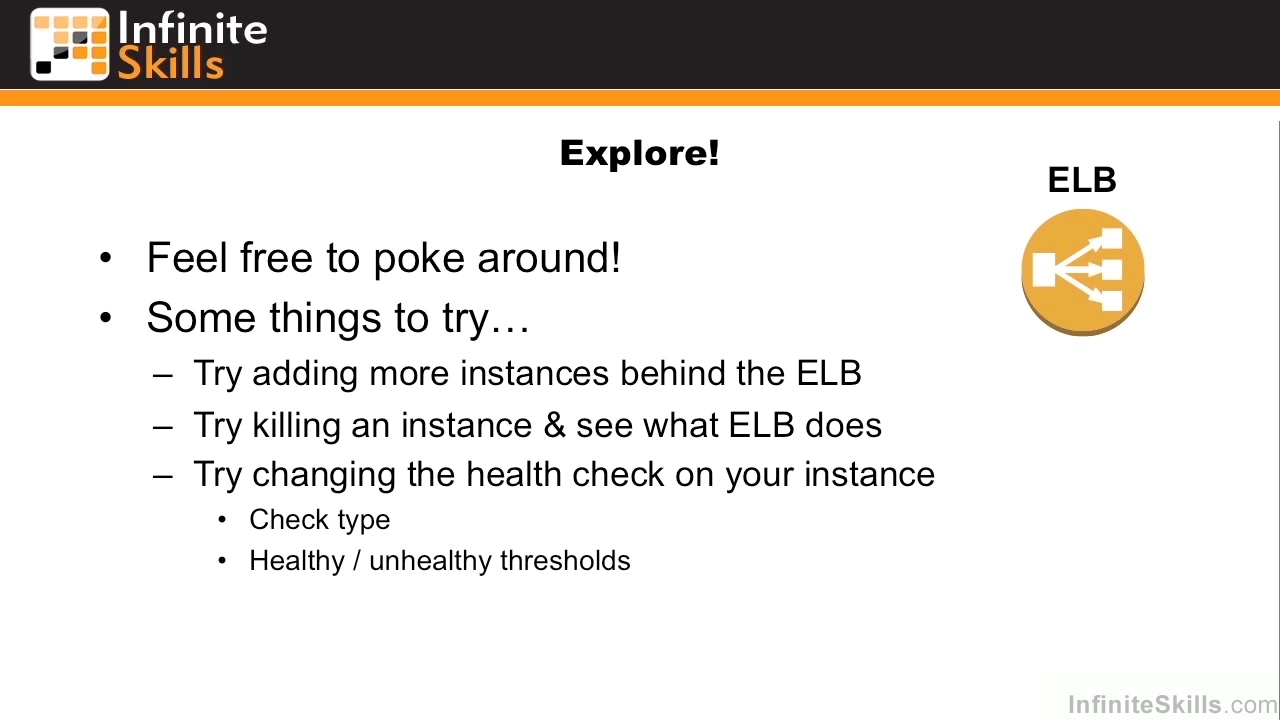 Infinite
Skills
Explore!
ELB
• Feel free to poke around!
• Some things to try…
– Try adding more instances behind the ELB
– Try killing an instance & see what ELB does
– Try changing the health check on your instance
• Check type
• Healthy / unhealthy thresholds
InfiniteSkills.com